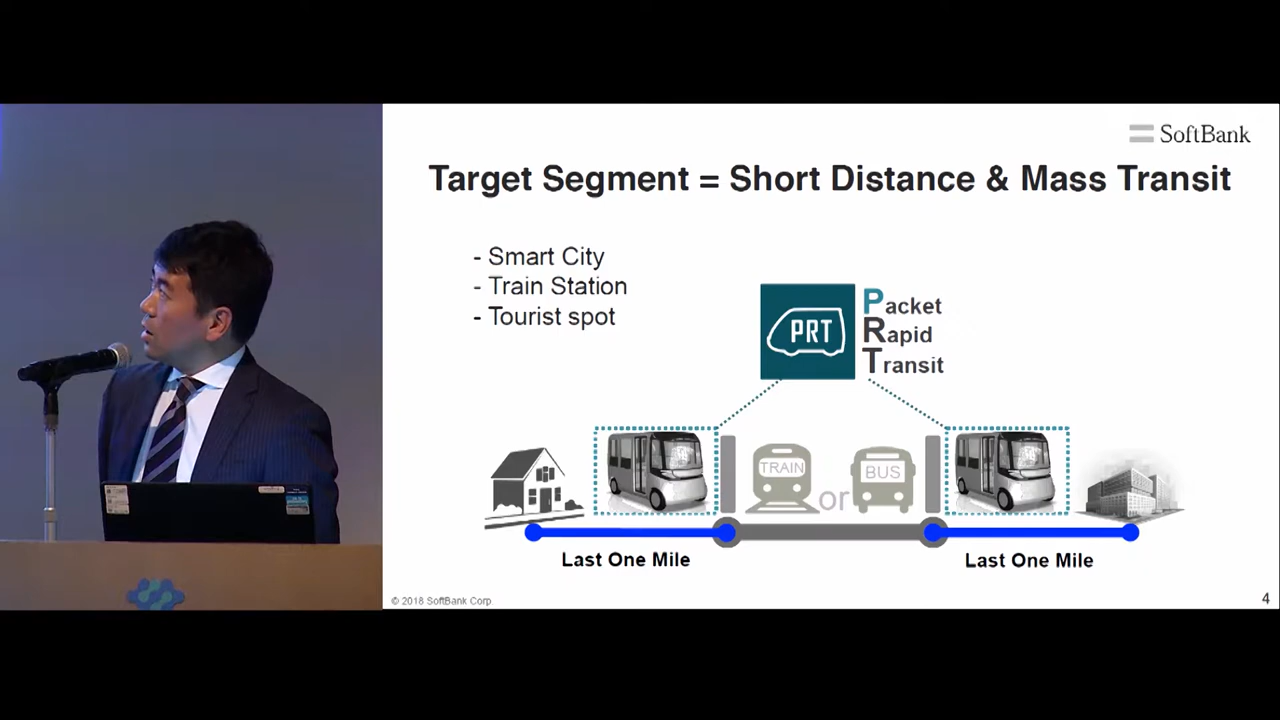 SoftBank
Target Segment = Short Distance & Mass Transit
- Smart City
- Train Station
- Tourist spot
PRT
Packet
Rapid
Transit
TRAIN
or
BUS
Last One Mile
Last One Mile
© 2018 SoftBank Corp
4